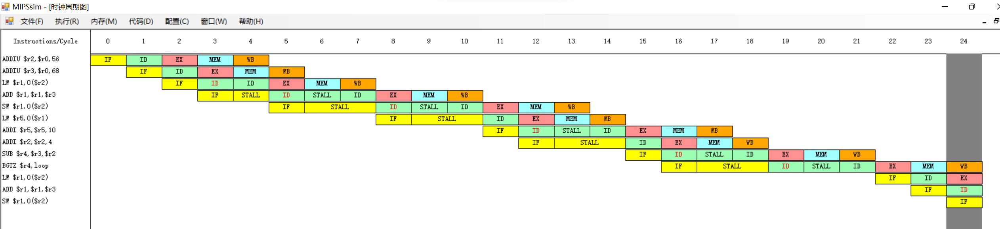 MIPSsim - [时钟周期图]
文件(F) 执行(R) 内存(M) 代码(D) 配置(C) 窗口(W) 帮助(H)
Instructions/Cycle 0 1 2 3 4 5 6 7 8 9 10 11 12 13 14 15 16 17 18 19 20 21 22 23 24
ADDIU $r2,$r0,56 IF ID EX MEM WB
ADDIU $r3,$r0,68 IF ID EX MEM WB
LW $r1,0($r2) IF ID ID EX MEM WB
ADD $r1,$r1,$r3 IF STALL ID STALL ID EX MEM WB
SW $r1,0($r2) IF STALL ID STALL ID EX MEM WB
LW $r5,0($r1) IF STALL ID EX MEM WB
ADDI $r5,$r5,10 IF ID STALL ID EX MEM WB
ADDI $r2,$r2,4 IF STALL ID EX MEM WB
SUB $r4,$r3,$r2 IF ID STALL ID EX MEM WB
BGTZ $r4,loop IF STALL ID STALL ID EX MEM WB
LW $r1,0($r2) IF ID EX
ADD $r1,$r1,$r3 IF ID
SW $r1,0($r2) IF